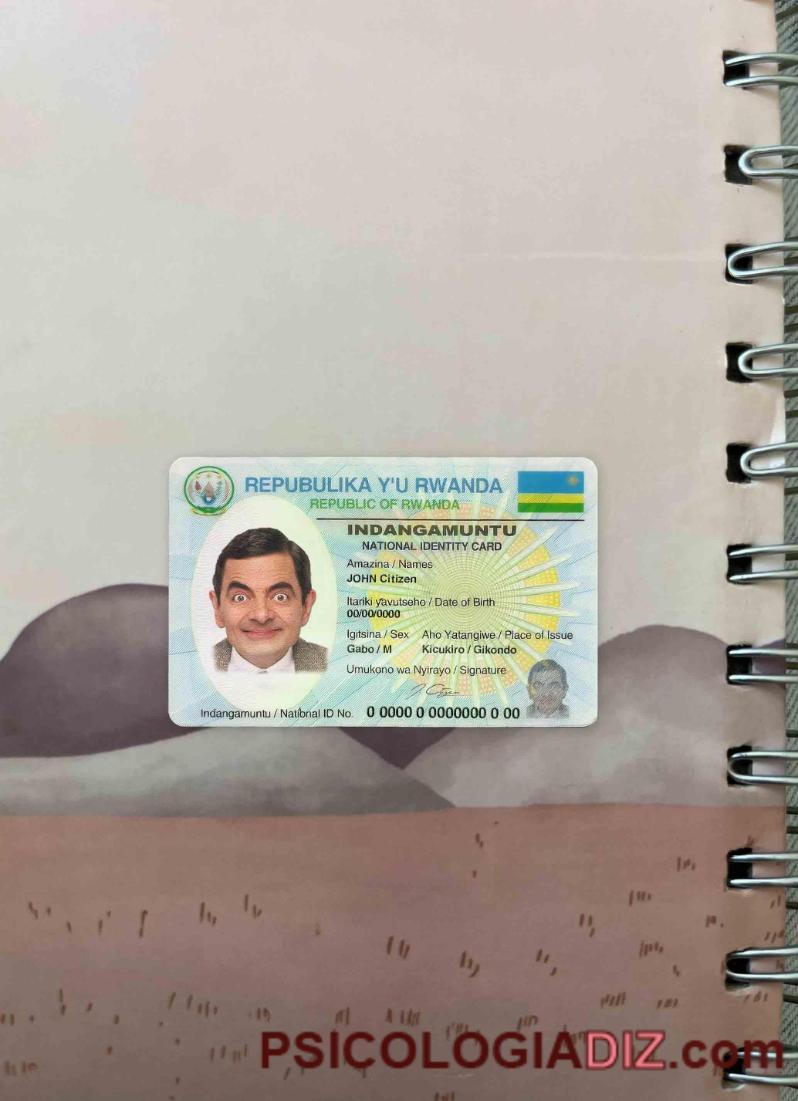 REPUBULIKA Y'U RWANDA
REPUBLIC OF RWANDA
INDANGAMUNTU
NATIONAL IDENTITY CARD
Amazina / Names
JOHN Citizen
Itariki yavutseho / Date of Birth
00/00/0000
Igitsina / Sex Aho Yatangiwe / Place of Issue
Gabo / M Kicukiro / Gikondo
Umukono wa Nyirayo / Signature
Indangamuntu / National ID No. 0 0000 0 0000000 0 00
PSICOLOGIADIZ.com